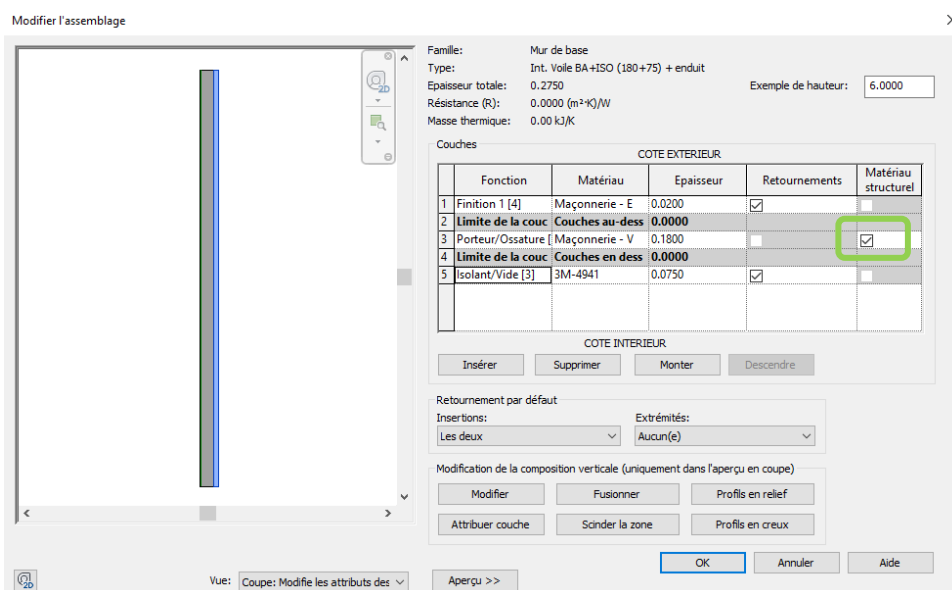 Modifier l'assemblage
2D
Famille: Mur de base
Type: Int. Voile BA+ISO (180+75) + enduit
Epaisseur totale: 0.2750 Exemple de hauteur: 6.0000
Résistance (R): 0.0000 (m²·K)/W
Masse thermique: 0.00 kJ/K
Couches
COTE EXTERIEUR
Fonction Matériau Epaisseur Retournements Matériau structurel
1 Finition 1 [4] Maçonnerie - E 0.0200
2 Limite de la couc Couches au-dess 0.0000
3 Porteur/Ossature [ Maçonnerie - V 0.1800
4 Limite de la couc Couches en dess 0.0000
5 Isolant/Vide [3] 3M-4941 0.0750
COTE INTERIEUR
Insérer Supprimer Monter Descendre
Retournement par défaut
Insertions: Extrémités:
Les deux Aucun(e)
Modification de la composition verticale (uniquement dans l'aperçu en coupe)
Modifier Fusionner Profils en relief
Attribuer couche Scinder la zone Profils en creux
OK Annuler Aide
2D Vue: Coupe: Modifie les attributs des Aperçu >>